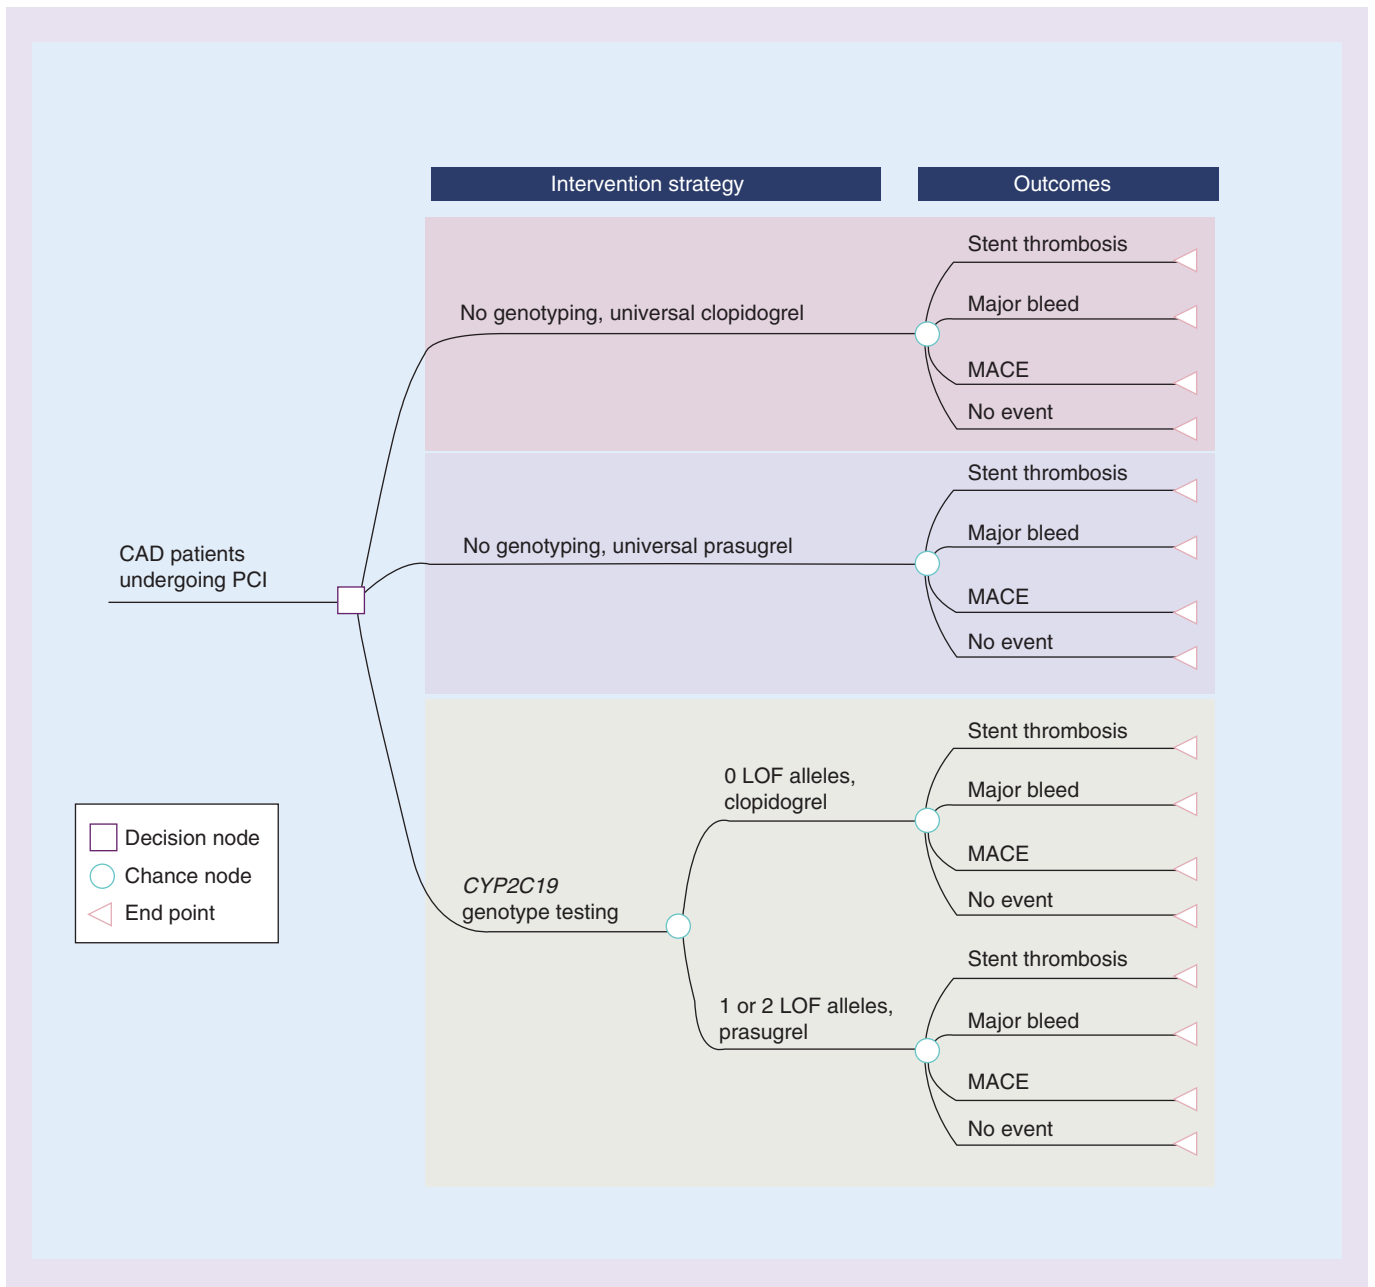 Intervention strategy
Outcomes
No genotyping, universal clopidogrel
Stent thrombosis
Major bleed
MACE
No event
CAD patients
undergoing PCI
No genotyping, universal prasugrel
Stent thrombosis
Major bleed
MACE
No event
CYP2C19
genotype testing
0 LOF alleles,
clopidogrel
Stent thrombosis
Major bleed
MACE
No event
1 or 2 LOF alleles,
prasugrel
Stent thrombosis
Major bleed
MACE
No event
Decision node
Chance node
End point